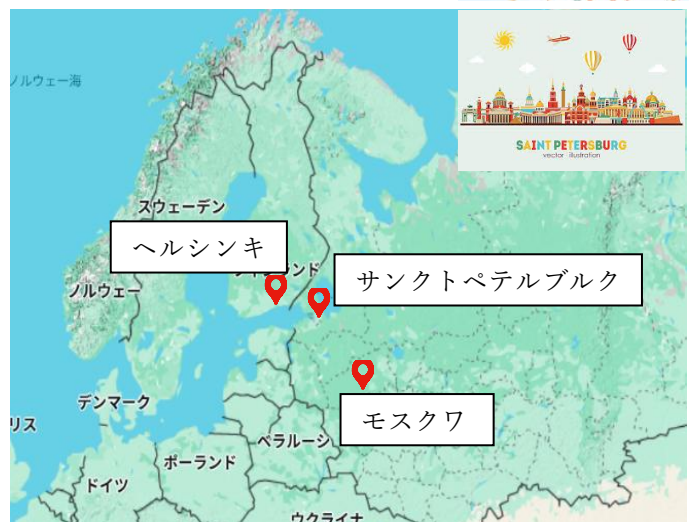 ノルウェー海
SAINT PETERSBURG
vector illustration
スウェーデン
ヘルシンキ
サンクトペテルブルク
ノルウェー
デンマーク
モスクワ
ベラルーシ
ポーランド
ドイツ
ウクライナ